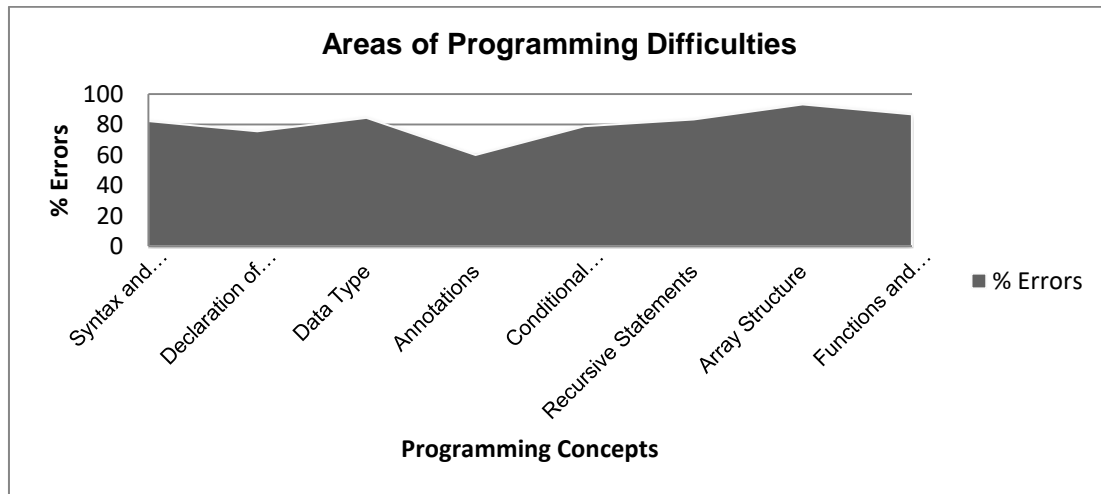 Areas of Programming Difficulties
% Errors
100
80
60
40
20
0
Syntax and…
Declaration of…
Data Type
Annotations
Conditional…
Recursive Statements
Array Structure
Functions and…
Programming Concepts
% Errors